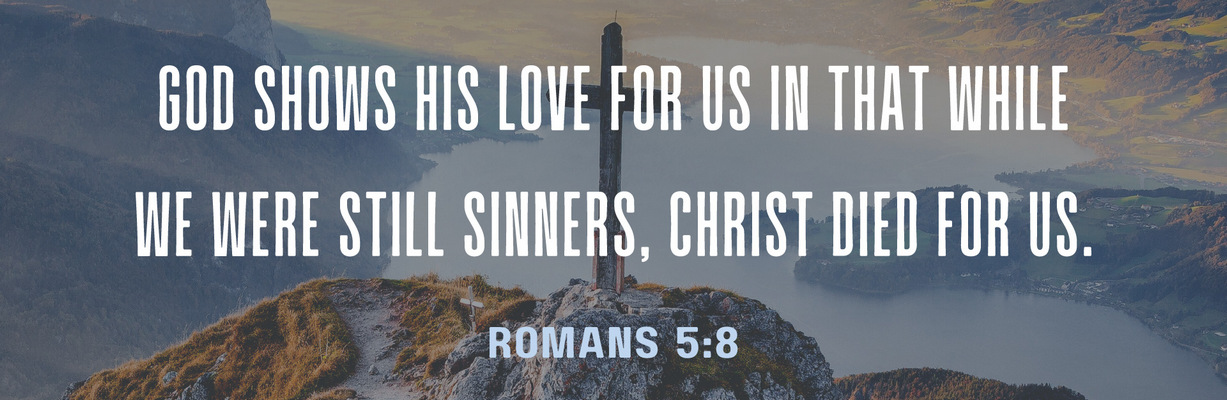 GOD SHOWS HIS LOVE FOR US IN THAT WHILE
WE WERE STILL SINNERS, CHRIST DIED FOR US.
ROMANS 5:8